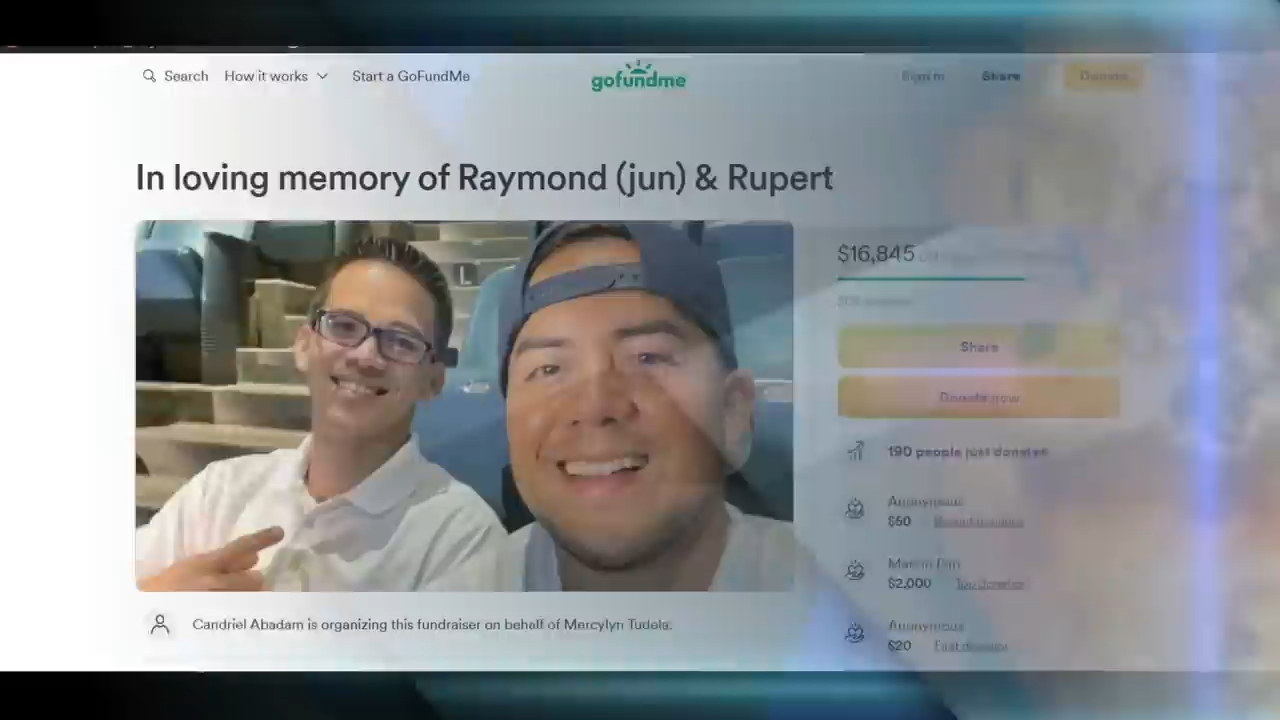 Search How it works Start a GoFundMe gofundme Sign in Share Donate
In loving memory of Raymond (jun) & Rupert
$16,845
Share
Donate now
190 people just donated
Anonymous
$50
$2,000 Top donation
Anonymous
$20 First donation
Candriel Abadam is organizing this fundraiser on behalf of Mercylyn Tudela.